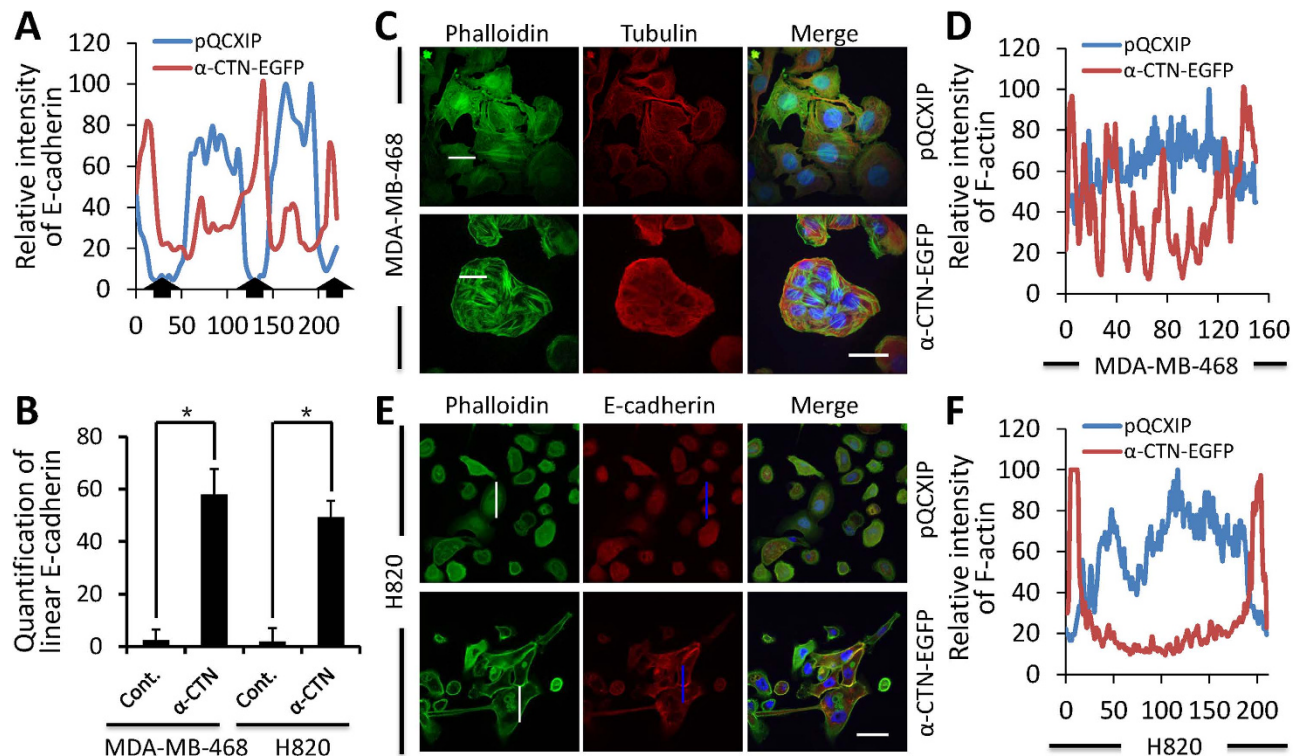 A
Relative intensity
of E-cadherin
pQCXIP
α-CTN-EGFP
120
100
80
60
40
20
0
0 50 100 150 200
B
Quantification of
linear E-cadherin
80
60
40
20
0
* *
Cont. α-CTN Cont. α-CTN
MDA-MB-468 H820
C
Phalloidin Tubulin Merge
MDA-MB-468
pQCXIP
α-CTN-EGFP
D
Relative intensity
of F-actin
pQCXIP
α-CTN-EGFP
120
100
80
60
40
20
0
0 40 80 120 160
MDA-MB-468
E
Phalloidin E-cadherin Merge
H820
pQCXIP
α-CTN-EGFP
F
Relative intensity
of F-actin
pQCXIP
α-CTN-EGFP
120
100
80
60
40
20
0
0 50 100 150 200
H820